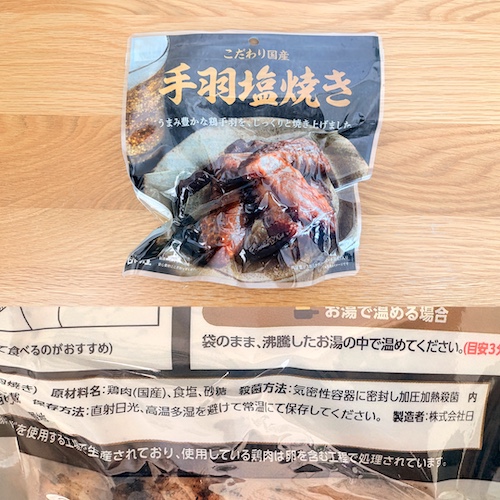 こだわり国産
手羽塩焼き
うまみ豊かな鶏手羽をじっくりと焼き上げました
お湯で温める場合
て食べるのがおすすめ)
袋のまま、沸騰したお湯の中で温めてください。(目安3分
焼き) 原材料名:鶏肉(国産)、食塩、砂糖 殺菌方法:気密性容器に密封し加圧加熱殺菌 内
保存方法:直射日光、高温多湿を避けて常温にて保存してください。 製造者:株式会社日
を使用する工場で生産されており、使用している鶏肉は卵を含む工程で処理されています。